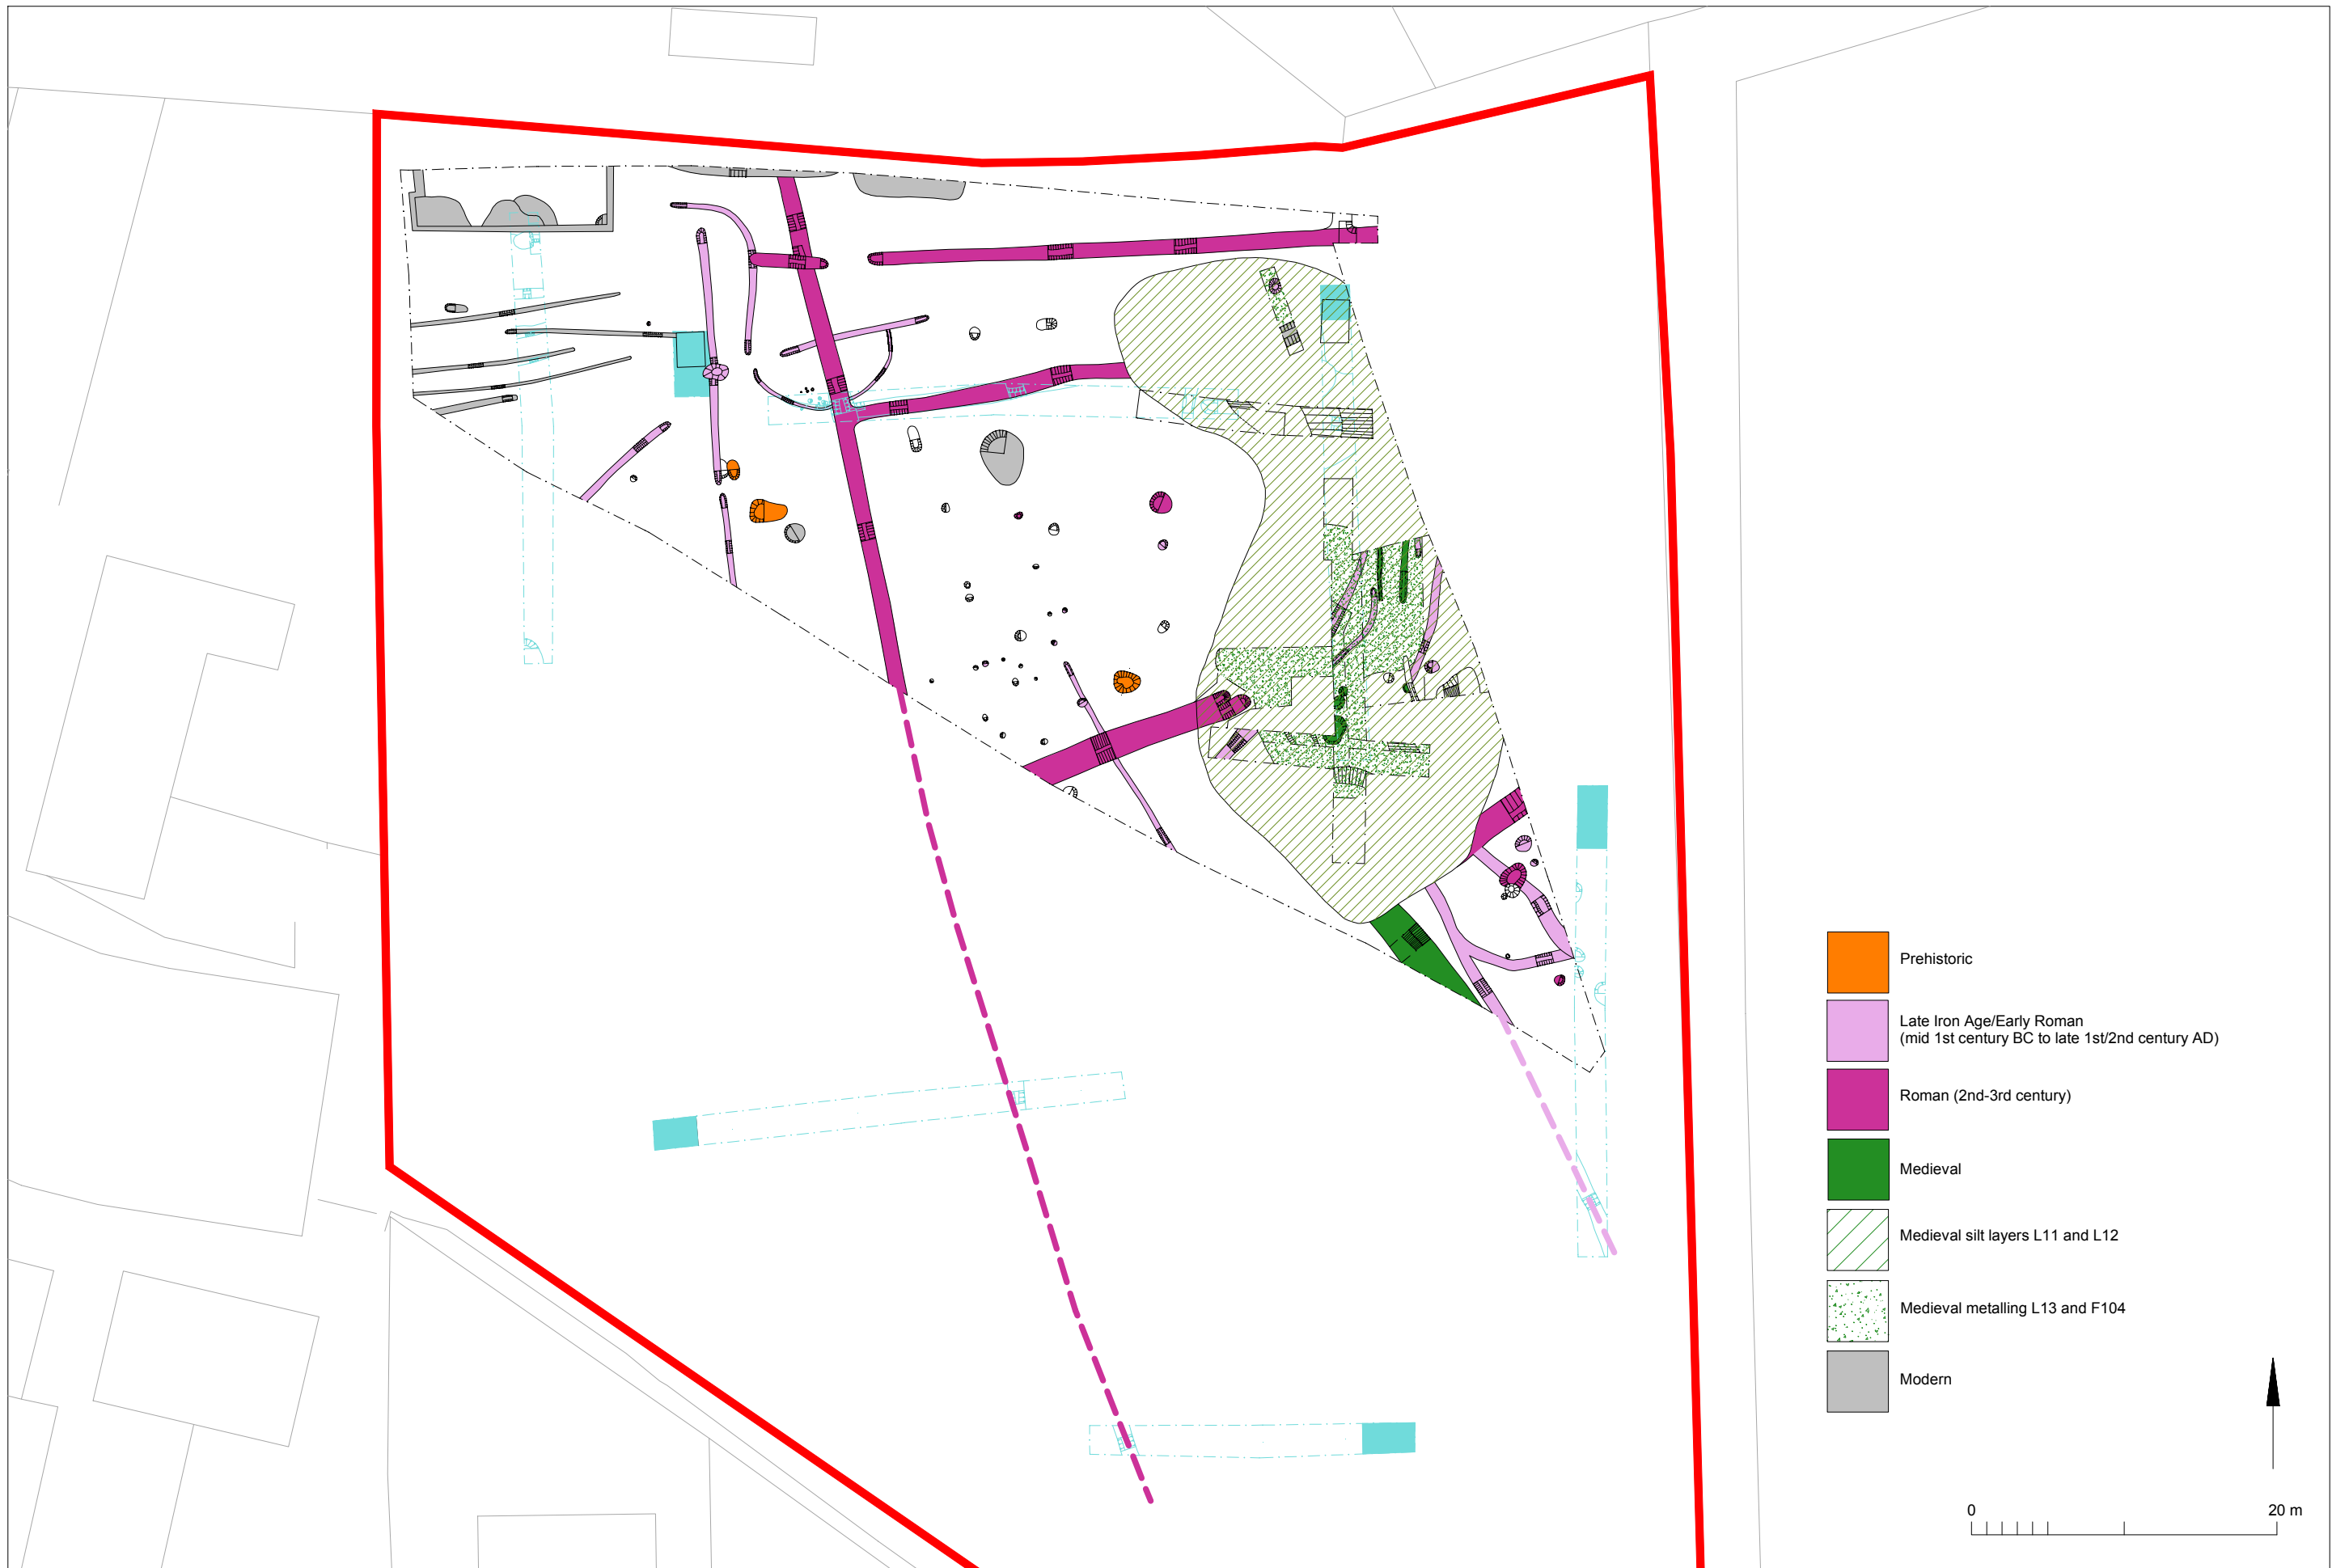 Prehistoric
Late Iron Age/Early Roman
(mid 1st century BC to late 1st/2nd century AD)
Roman (2nd-3rd century)
Medieval
Medieval silt layers L11 and L12
Medieval metalling L13 and F104
Modern
0 20 m